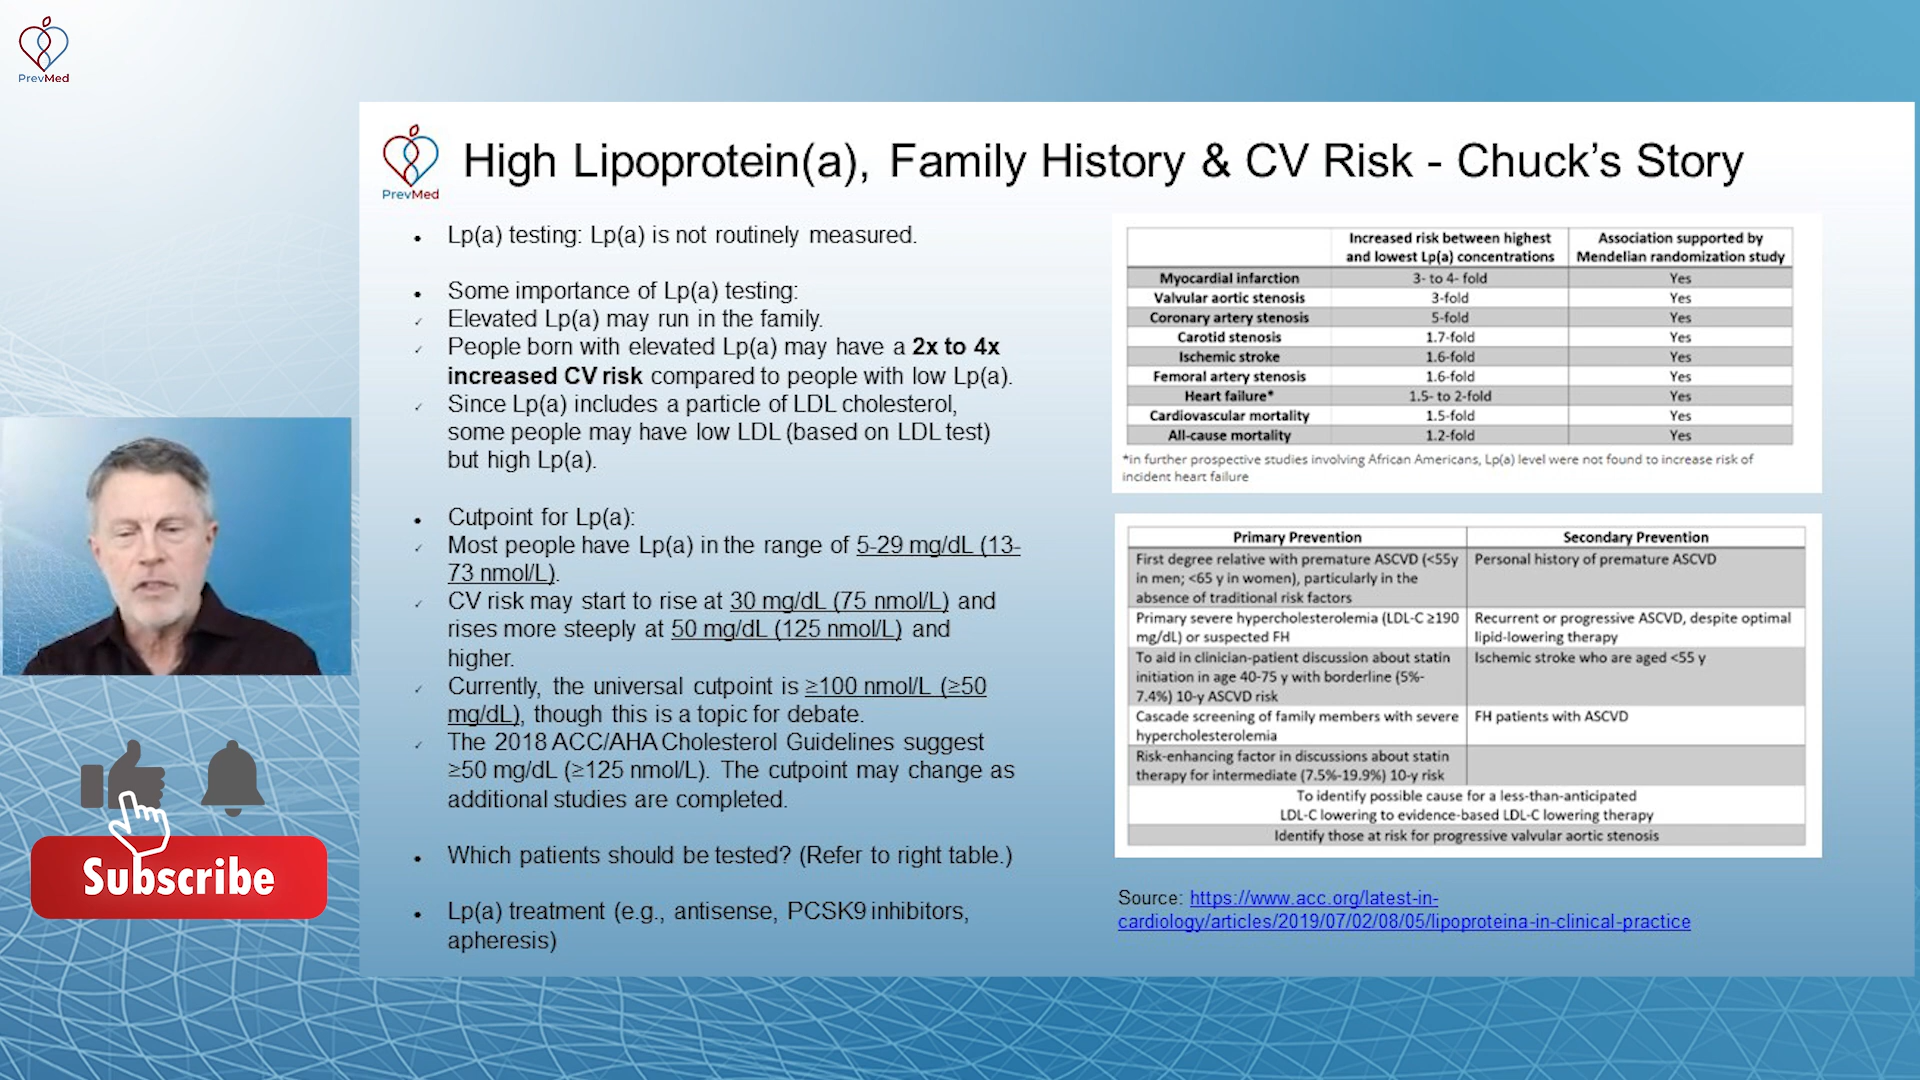 PrevMed
PrevMed
High Lipoprotein(a), Family History & CV Risk - Chuck's Story
• Lp(a) testing: Lp(a) is not routinely measured.
• Some importance of Lp(a) testing:
✓ Elevated Lp(a) may run in the family.
✓ People born with elevated Lp(a) may have a 2x to 4x
increased CV risk compared to people with low Lp(a).
✓ Since Lp(a) includes a particle of LDL cholesterol,
some people may have low LDL (based on LDL test)
but high Lp(a).
• Cutpoint for Lp(a):
✓ Most people have Lp(a) in the range of 5-29 mg/dL (13-
73 nmol/L).
✓ CV risk may start to rise at 30 mg/dL (75 nmol/L) and
rises more steeply at 50 mg/dL (125 nmol/L) and
higher.
✓ Currently, the universal cutpoint is ≥100 nmol/L (≥50
mg/dL), though this is a topic for debate.
✓ The 2018 ACC/AHA Cholesterol Guidelines suggest
≥50 mg/dL (≥125 nmol/L). The cutpoint may change as
additional studies are completed.
• Which patients should be tested? (Refer to right table.)
• Lp(a) treatment (e.g., antisense, PCSK9 inhibitors,
apheresis)
Increased risk between highest
and lowest Lp(a) concentrations
Association supported by
Mendelian randomization study
Myocardial infarction 3- to 4- fold Yes
Valvular aortic stenosis 3-fold Yes
Coronary artery stenosis 5-fold Yes
Carotid stenosis 1.7-fold Yes
Ischemic stroke 1.6-fold Yes
Femoral artery stenosis 1.6-fold Yes
Heart failure* 1.5- to 2-fold Yes
Cardiovascular mortality 1.5-fold Yes
All-cause mortality 1.2-fold Yes
*in further prospective studies involving African Americans, Lp(a) level were not found to increase risk of
incident heart failure
Primary Prevention Secondary Prevention
First degree relative with premature ASCVD (<55y
in men; <65 y in women), particularly in the
absence of traditional risk factors
Personal history of premature ASCVD
Primary severe hypercholesterolemia (LDL-C ≥190
mg/dL) or suspected FH
Recurrent or progressive ASCVD, despite optimal
lipid-lowering therapy
To aid in clinician-patient discussion about statin
initiation in age 40-75 y with borderline (5%-
7.4%) 10-y ASCVD risk
Ischemic stroke who are aged <55 y
Cascade screening of family members with severe
hypercholesterolemia
FH patients with ASCVD
Risk-enhancing factor in discussions about statin
therapy for intermediate (7.5%-19.9%) 10-y risk
To identify possible cause for a less-than-anticipated
LDL-C lowering to evidence-based LDL-C lowering therapy
Identify those at risk for progressive valvular aortic stenosis
Source: https://www.acc.org/latest-in-
cardiology/articles/2019/07/02/08/05/lipoproteina-in-clinical-practice
Subscribe